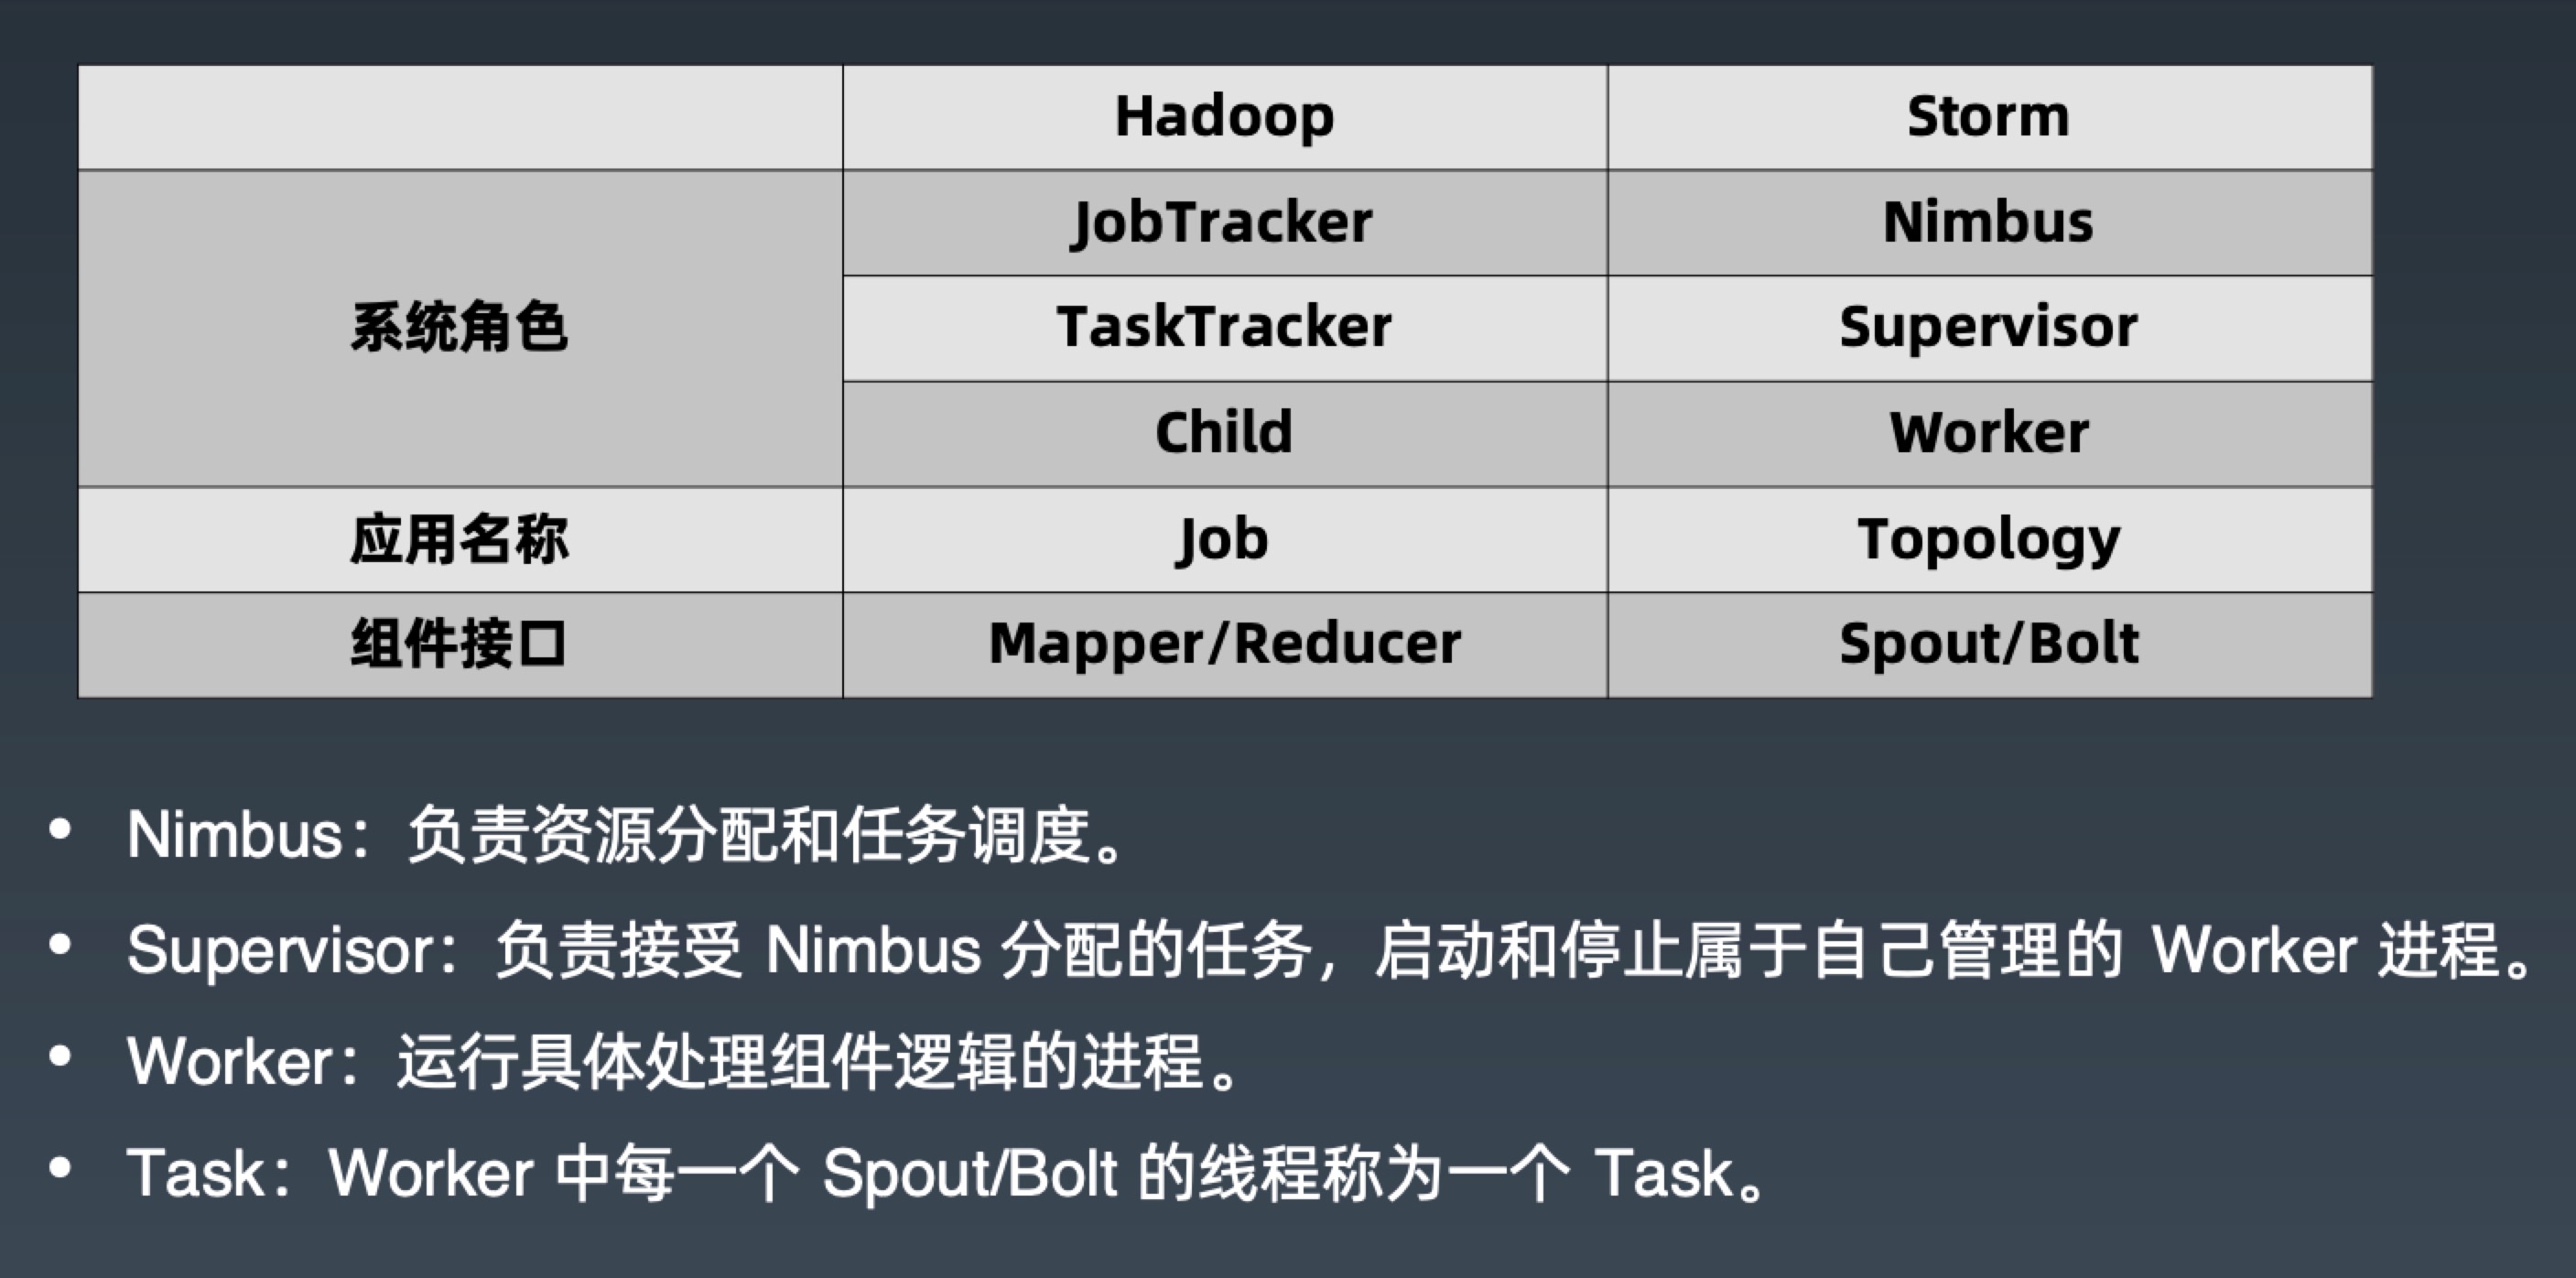 Hadoop Storm
系统角色 JobTracker Nimbus
TaskTracker Supervisor
Child Worker
应用名称 Job Topology
组件接口 Mapper/Reducer Spout/Bolt
• Nimbus：负责资源分配和任务调度。
• Supervisor：负责接受 Nimbus 分配的任务，启动和停止属于自己管理的 Worker 进程。
• Worker：运行具体处理组件逻辑的进程。
• Task：Worker 中每一个 Spout/Bolt 的线程称为一个 Task。